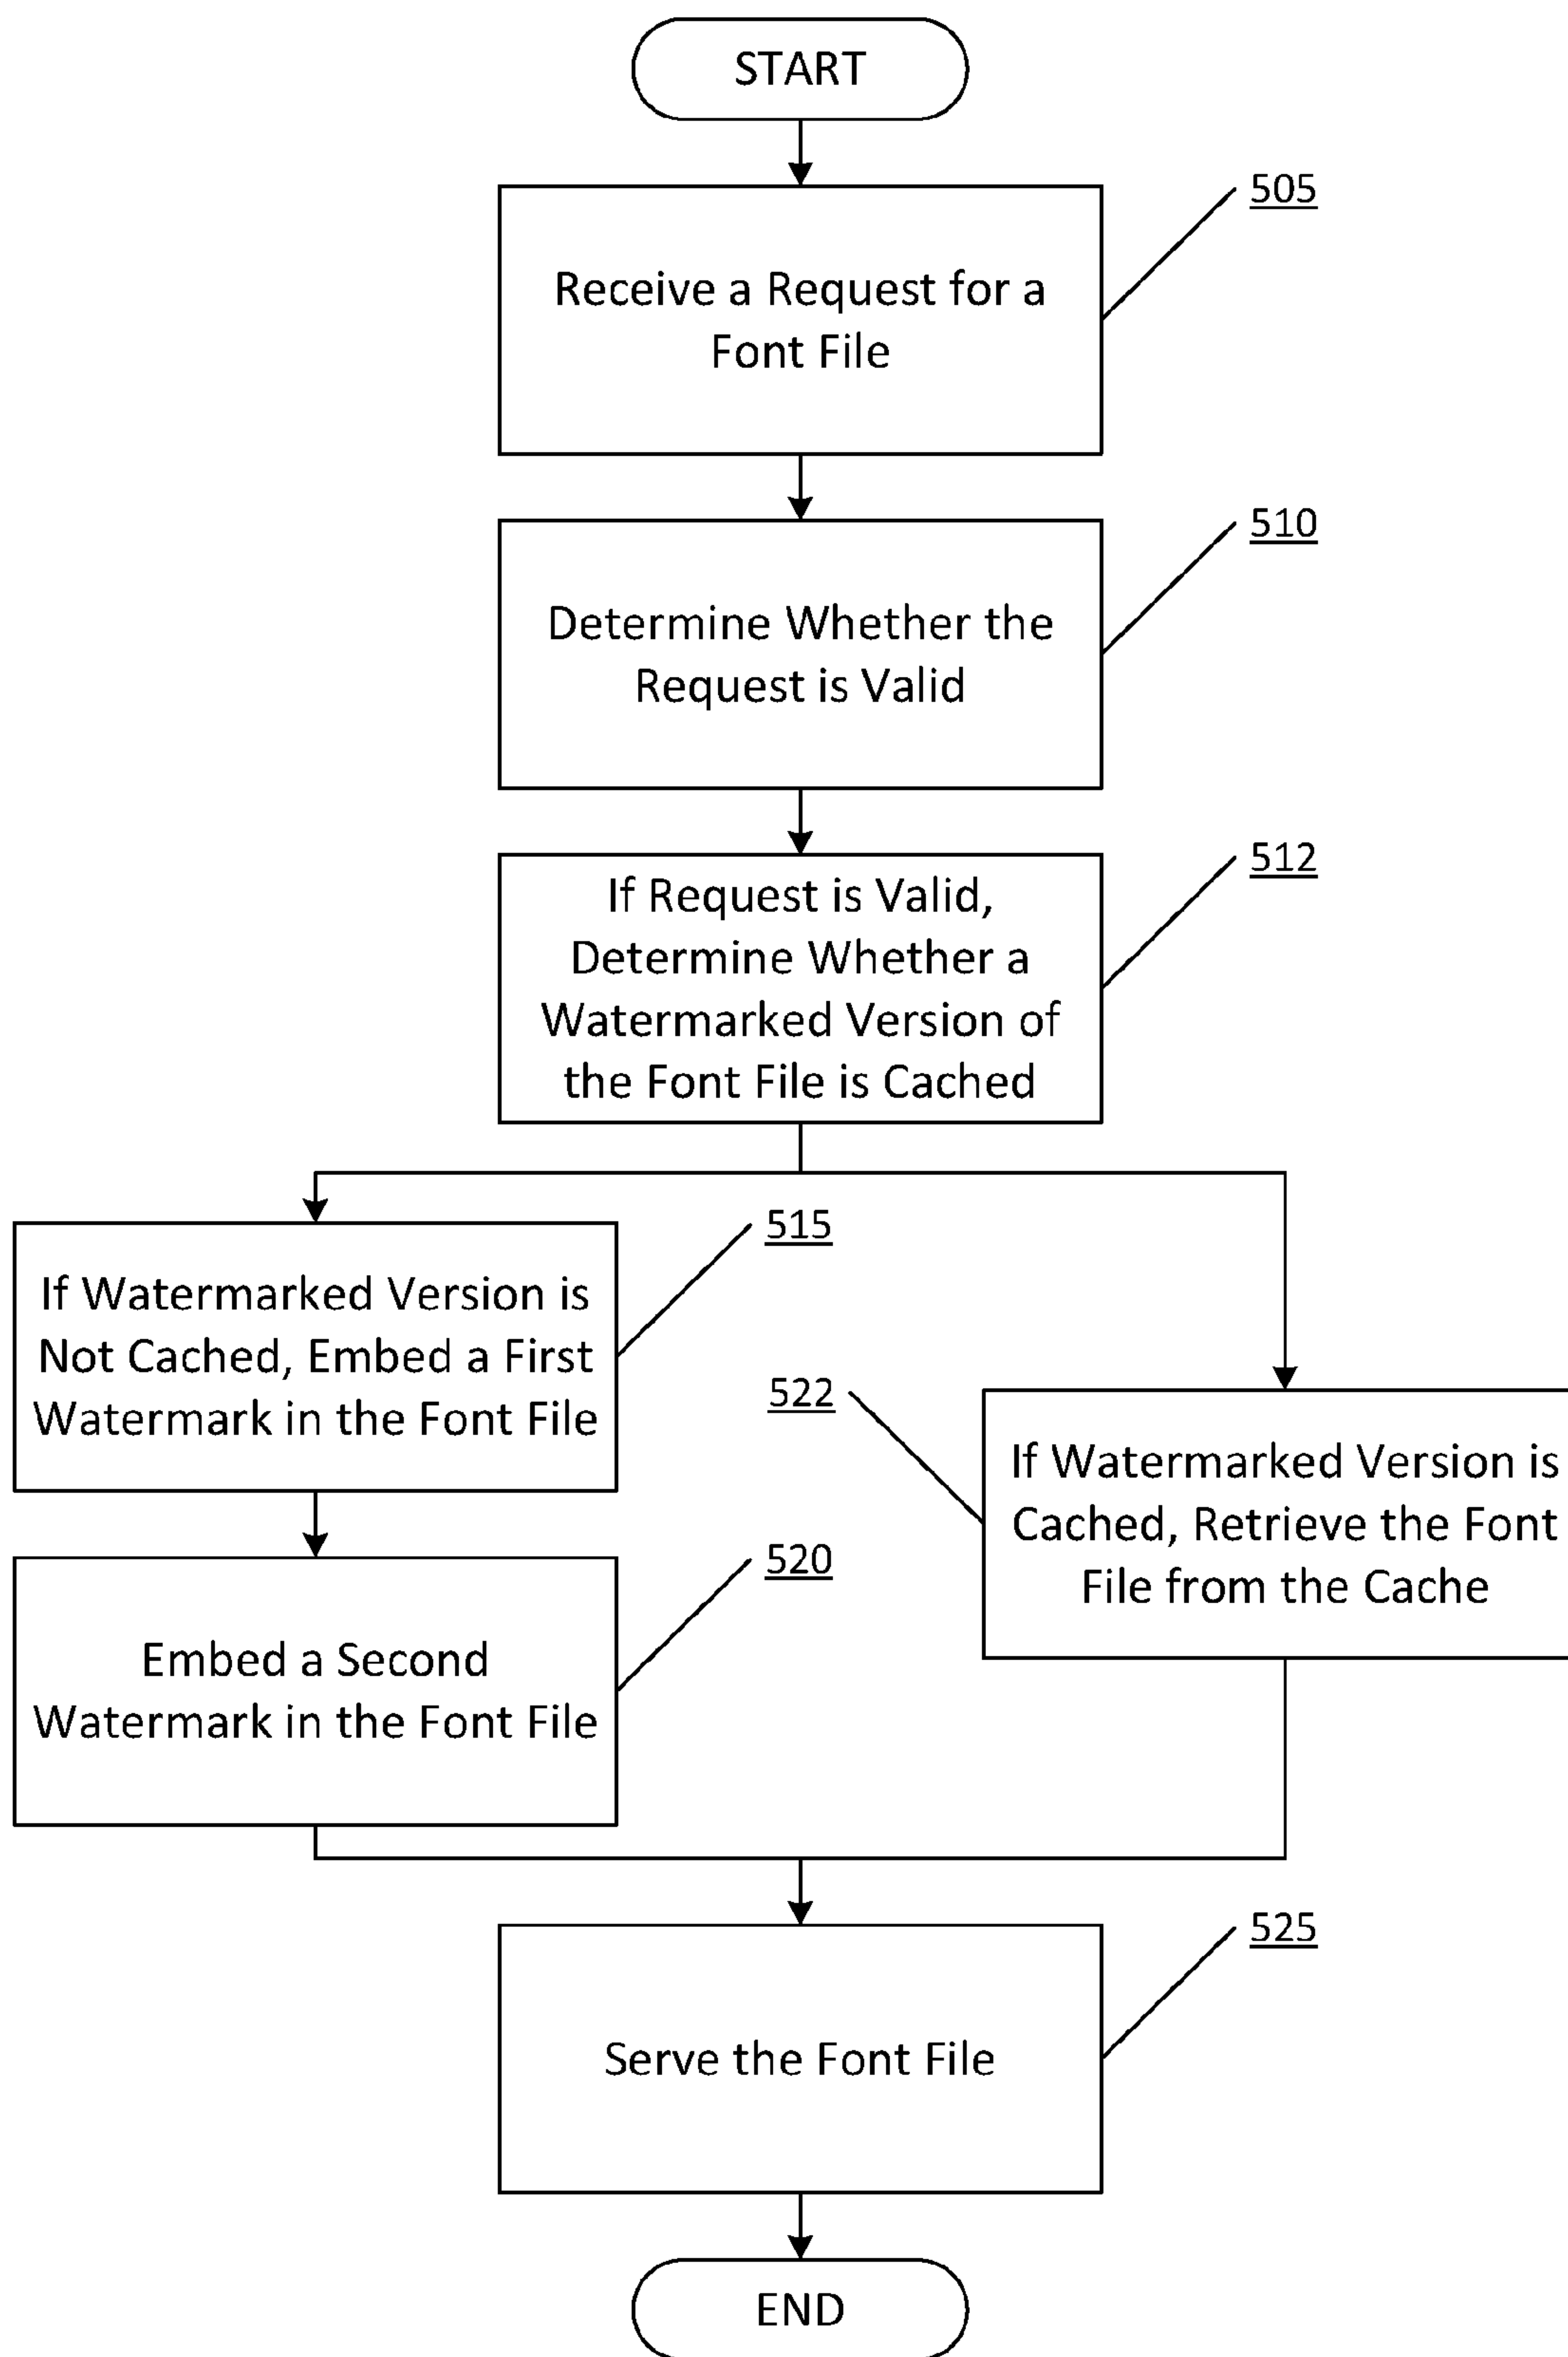 START
505
Receive a Request for a
Font File
510
Determine Whether the
Request is Valid
512
If Request is Valid,
Determine Whether a
Watermarked Version of
the Font File is Cached
515
If Watermarked Version is
Not Cached, Embed a First
Watermark in the Font File
522
If Watermarked Version is
Cached, Retrieve the Font
File from the Cache
520
Embed a Second
Watermark in the Font File
525
Serve the Font File
END